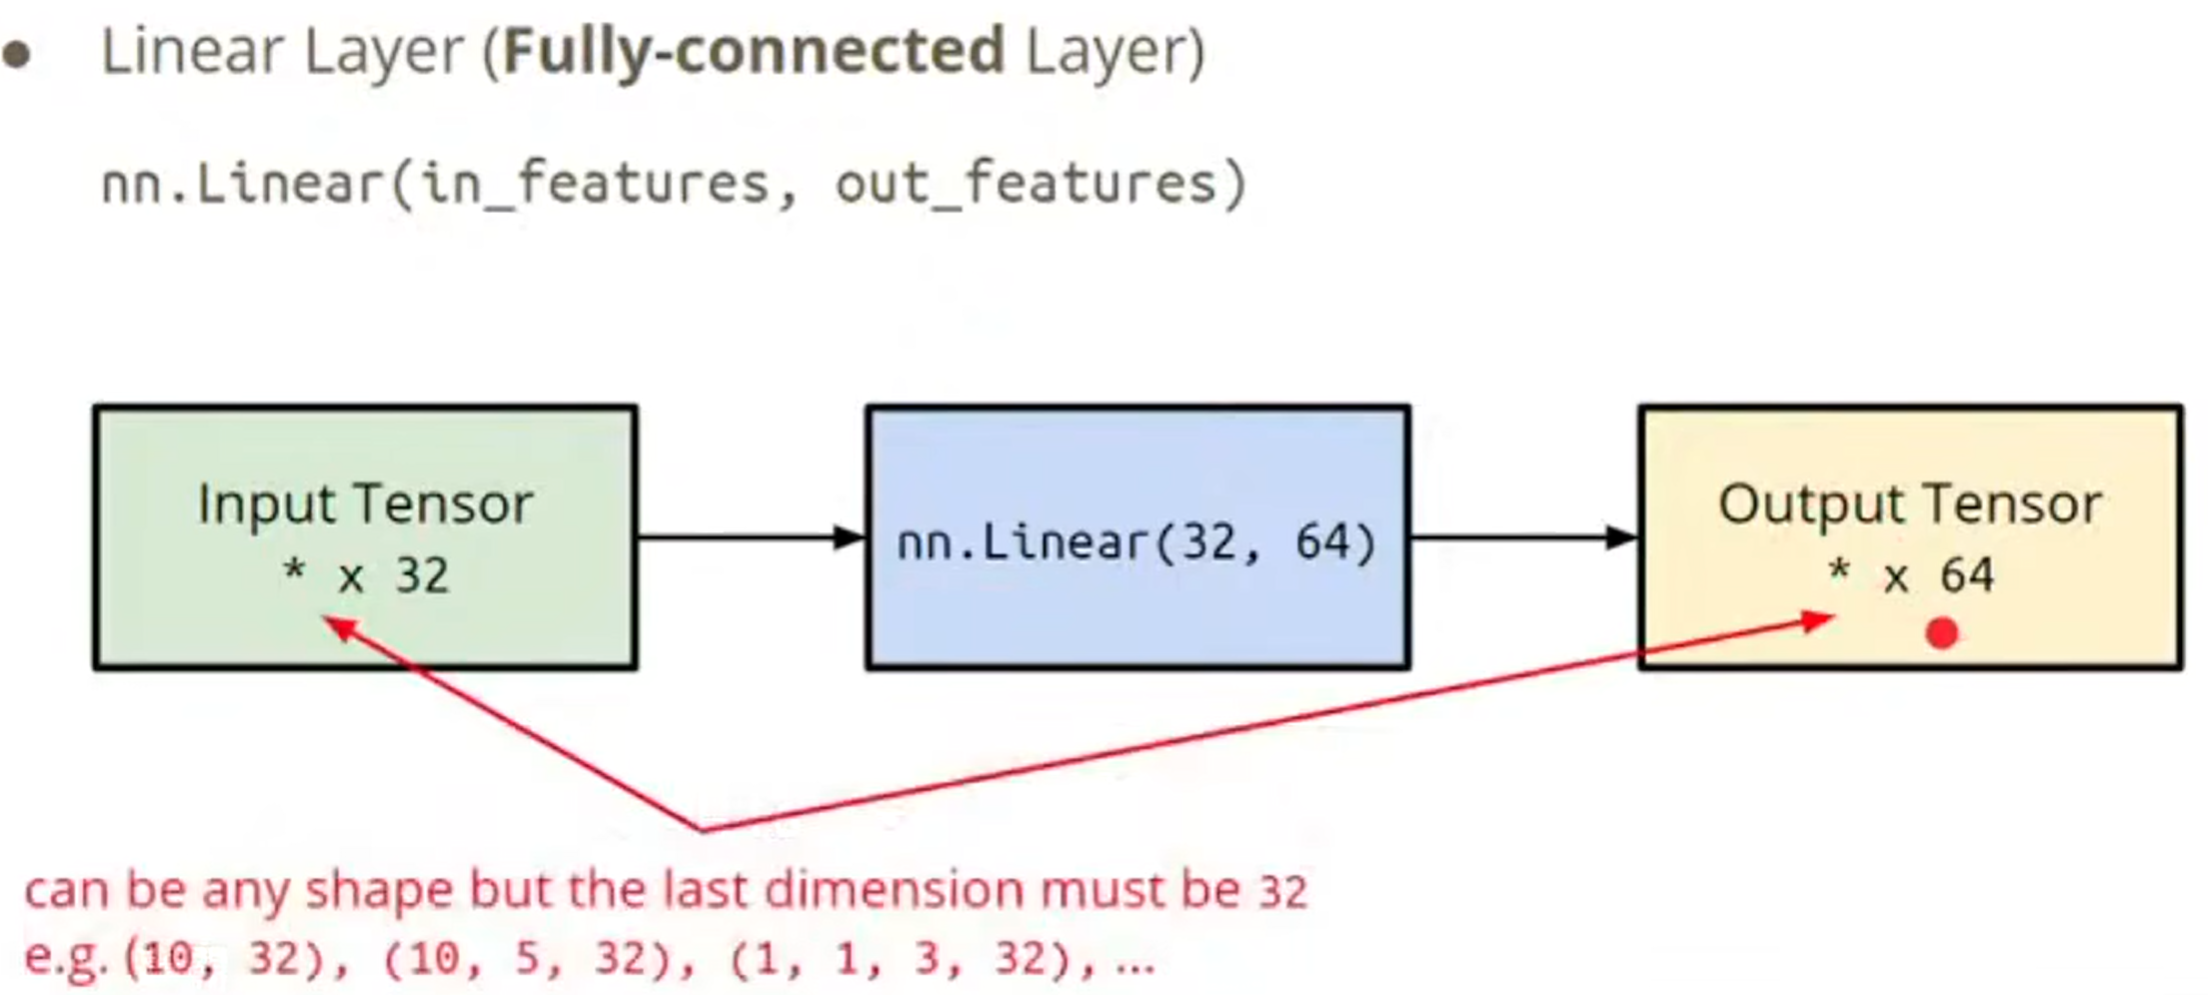 ● Linear Layer (Fully-connected Layer)
nn.Linear(in_features, out_features)
Input Tensor
* x 32
nn.Linear(32, 64)
Output Tensor
* x 64
can be any shape but the last dimension must be 32
e.g. (10, 32), (10, 5, 32), (1, 1, 3, 32), ...